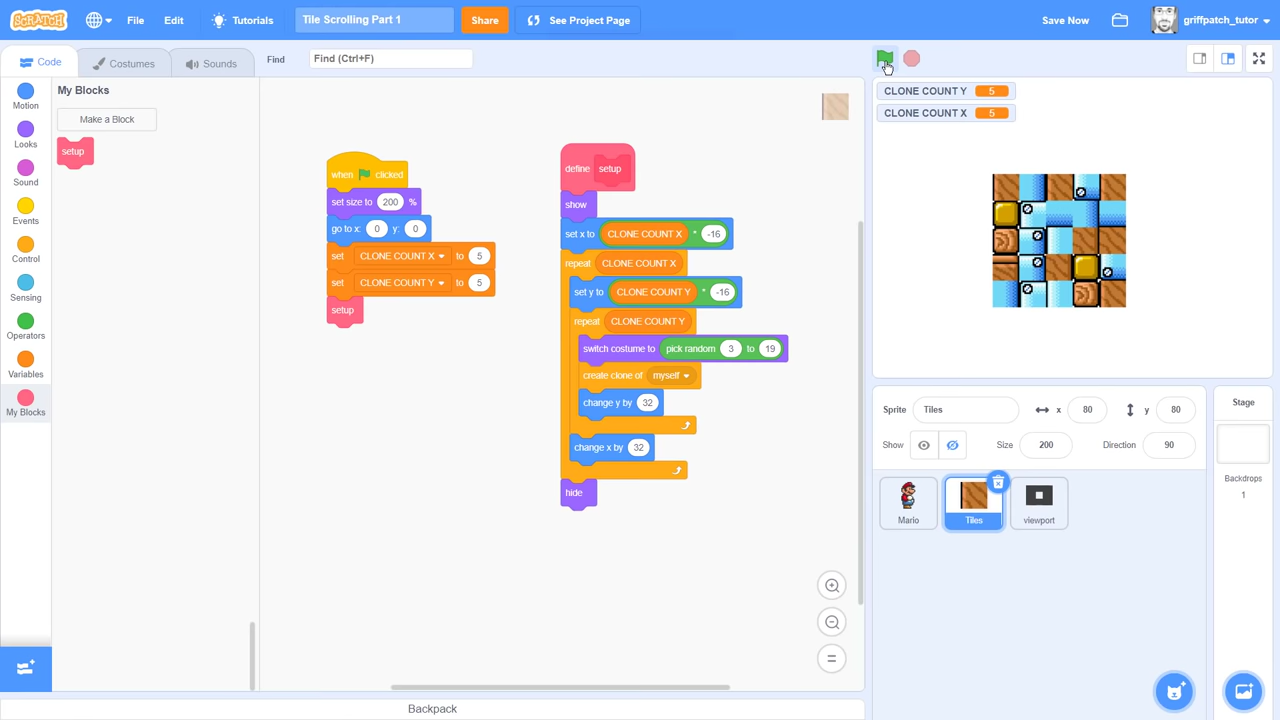 SCRATCH File Edit Tutorials Tile Scrolling Part 1 Share See Project Page Save Now griffpatch_tutor
Code Costumes Sounds Find Find (Ctrl+F)
My Blocks
Make a Block
setup
Motion
Looks
Sound
Events
Control
Sensing
Operators
Variables
My Blocks
when clicked
set size to 200 %
go to x: 0 y: 0
set CLONE COUNT X to 5
set CLONE COUNT Y to 5
setup
define setup
show
set x to CLONE COUNT X * -16
repeat CLONE COUNT X
set y to CLONE COUNT Y * -16
repeat CLONE COUNT Y
switch costume to pick random 3 to 19
create clone of myself
change y by 32
change x by 32
hide
CLONE COUNT Y 5
CLONE COUNT X 5
Sprite Tiles x 80 y 80
Show Size 200 Direction 90
Mario
Tiles
viewport
Stage
Backdrops
1
Backpack